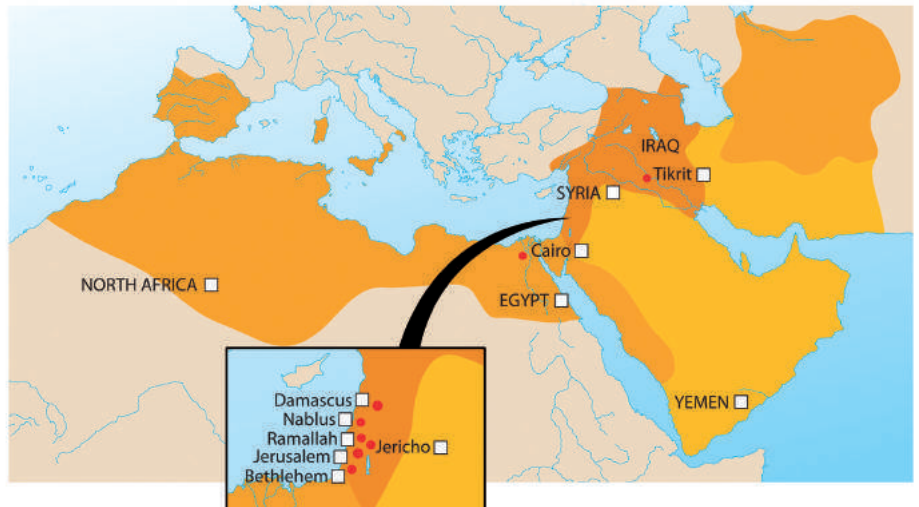 IRAQ
Tikrit
SYRIA
Cairo
NORTH AFRICA
EGYPT
YEMEN
Damascus
Nablus
Ramallah
Jericho
Jerusalem
Bethlehem